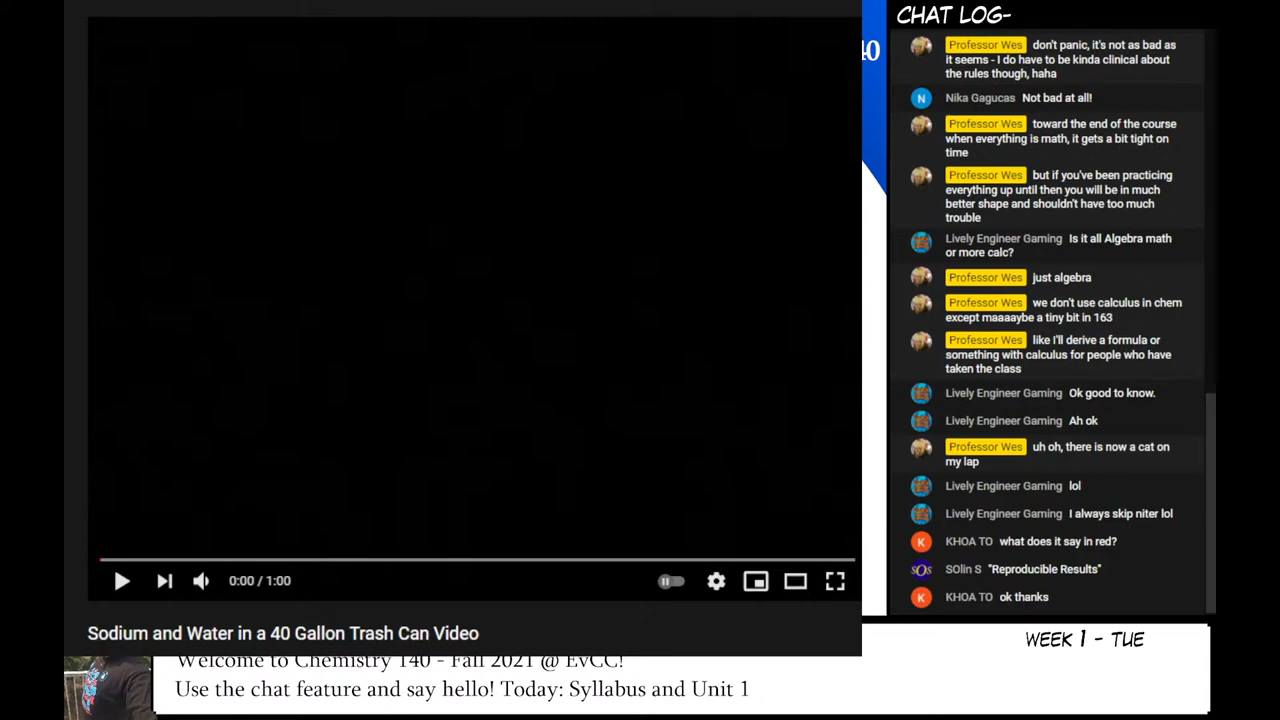 CHAT LOG-
40
Professor Wes don't panic, it's not as bad as
it seems - I do have to be kinda clinical about
the rules though, haha
N
Nika Gagucas Not bad at all!
Professor Wes toward the end of the course
when everything is math, it gets a bit tight on
time
Professor Wes but if you've been practicing
everything up until then you will be in much
better shape and shouldn't have too much
trouble
Lively Engineer Gaming Is it all Algebra math
or more calc?
Professor Wes just algebra
Professor Wes we don't use calculus in chem
except maaaaybe a tiny bit in 163
Professor Wes like I'll derive a formula or
something with calculus for people who have
taken the class
Lively Engineer Gaming Ok good to know.
Lively Engineer Gaming Ah ok
Professor Wes uh oh, there is now a cat on
my lap
Lively Engineer Gaming lol
Lively Engineer Gaming I always skip niter lol
K
KHOA TO what does it say in red?
SOS
SOlin S "Reproducible Results"
K
KHOA TO ok thanks
0:00 / 1:00
Sodium and Water in a 40 Gallon Trash Can Video
WEEK 1 - TUE
Welcome to Chemistry 140 - Fall 2021 @ EvCC!
Use the chat feature and say hello! Today: Syllabus and Unit 1